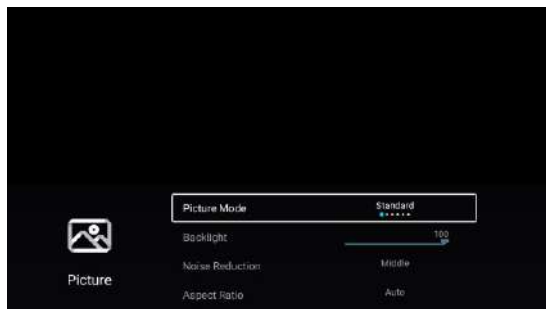 Picture Mode
Standard
Backlight
100
Noise Reduction
Middle
Aspect Ratio
Auto
Picture